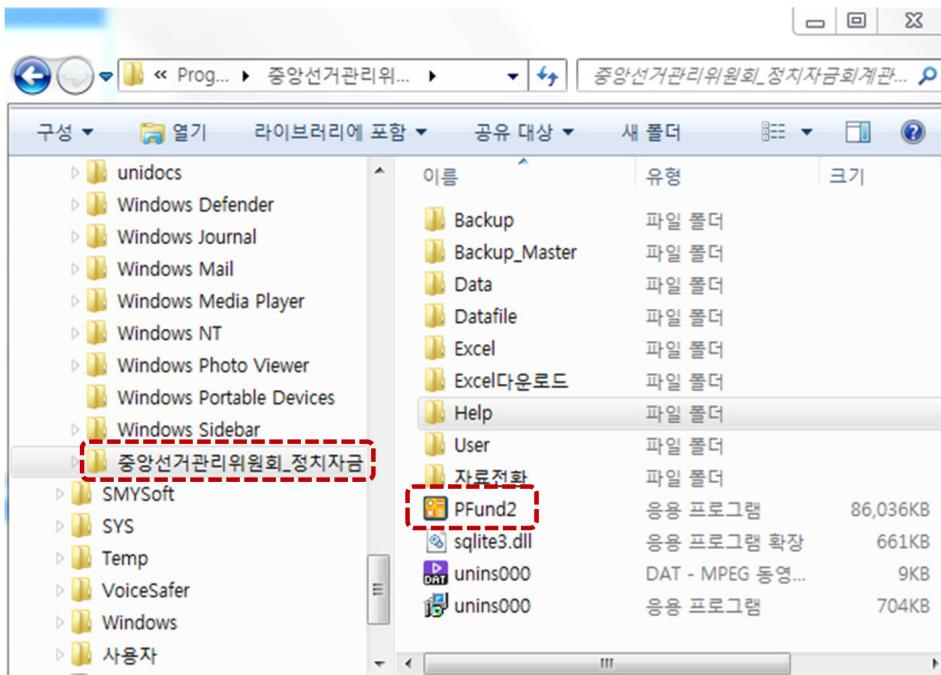 « Prog... 중앙선거관리위...
중앙선거관리위원회_정치자금회계관...
구성 열기 라이브러리에 포함 공유 대상 새 폴더
unidocs
Windows Defender
Windows Journal
Windows Mail
Windows Media Player
Windows NT
Windows Photo Viewer
Windows Portable Devices
Windows Sidebar
중앙선거관리위원회_정치자금
SMYSoft
SYS
Temp
VoiceSafer
Windows
사용자
이름 유형 크기
Backup 파일 폴더
Backup_Master 파일 폴더
Data 파일 폴더
Datafile 파일 폴더
Excel 파일 폴더
Excel다운로드 파일 폴더
Help 파일 폴더
User 파일 폴더
자료전환 파일 폴더
PFund2 응용 프로그램 86,036KB
sqlite3.dll 응용 프로그램 확장 661KB
DAT unins000 DAT - MPEG 동영... 9KB
unins000 응용 프로그램 704KB